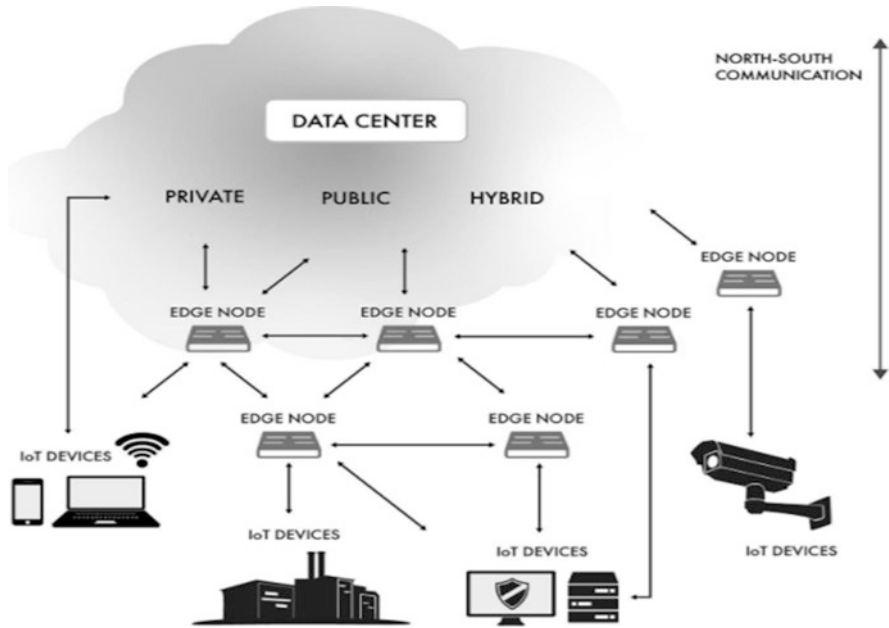 NORTH-SOUTH
COMMUNICATION
DATA CENTER
PRIVATE
PUBLIC
HYBRID
EDGE NODE
EDGE NODE
EDGE NODE
EDGE NODE
EDGE NODE
EDGE NODE
IoT DEVICES
IoT DEVICES
IoT DEVICES
IoT DEVICES